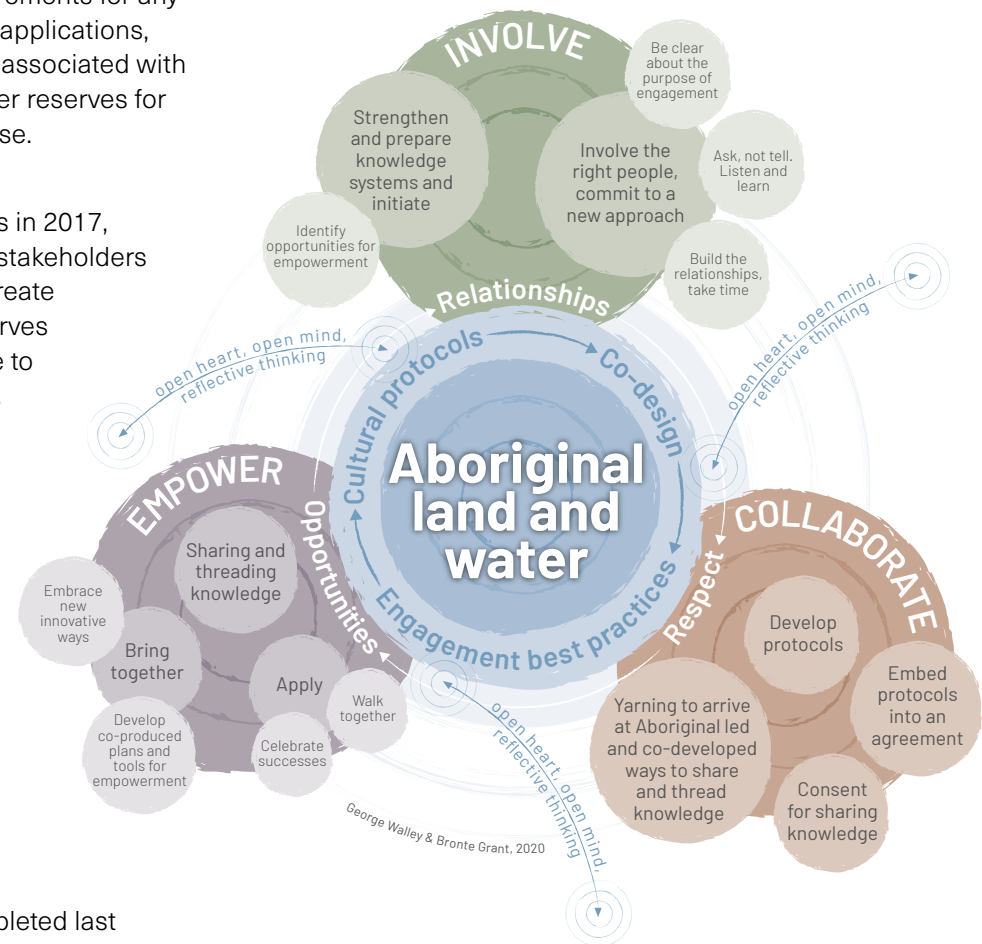 ements for any
applications,
associated with
er reserves for
se.
s in 2017,
stakeholders
reate
rves
e to
INVOLVE
Strengthen
and prepare
knowledge
systems and
initiate
Identify
opportunities for
empowerment
Involve the
right people,
commit to a
new approach
Be clear
about the
purpose of
engagement
Ask, not tell.
Listen and
learn
Build the
relationships,
take time
Relationships
open heart, open mind,
reflective thinking
open heart, open mind,
reflective thinking
Cultural protocols
Co-design
Engagement best practices
Aboriginal
land and
water
EMPOWER
Opportunities
Sharing and
threading
knowledge
Embrace
new
innovative
ways
Bring
together
Develop
co-produced
plans and
tools for
empowerment
Apply
Walk
together
Celebrate
successes
COLLABORATE
Respect
Develop
protocols
Embed
protocols
into an
agreement
Yarning to arrive
at Aboriginal led
and co-developed
ways to share
and thread
knowledge
Consent
for sharing
knowledge
open heart, open mind,
reflective thinking
George Walley & Bronte Grant, 2020
pleted last